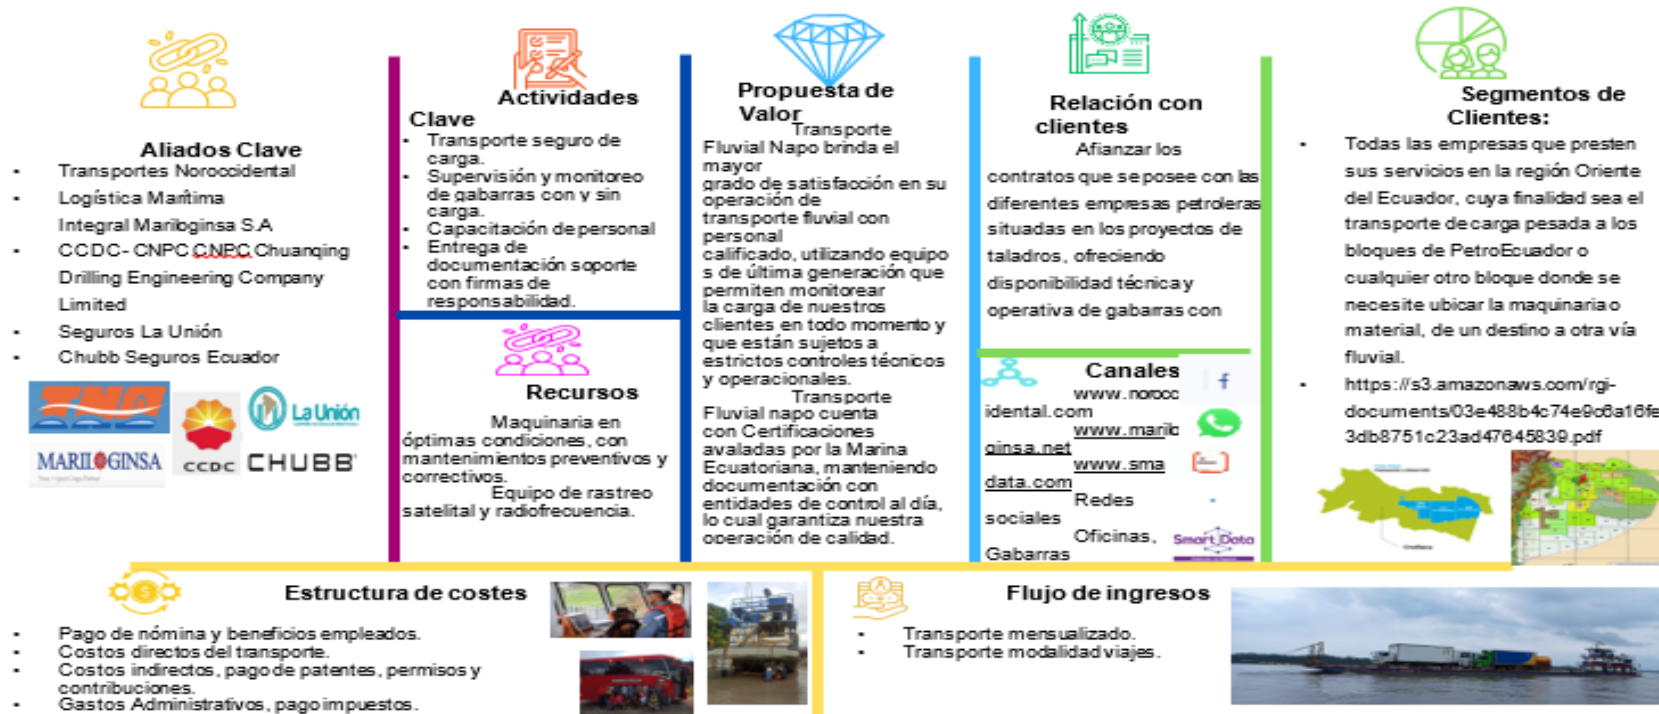 Aliados Clave
Transportes Noroccidental
Logística Marítima
Integral Mariloginsa S.A
CCDC- CNPC CNPC Chuanqing
Drilling Engineering Company
Limited
Seguros La Unión
Chubb Seguros Ecuador
TNO
La Unión
MARILOGINSA
CCDC
CHUBB
Actividades
Clave
Transporte seguro de
carga.
Supervisión y monitoreo
de gabarras con y sin
carga.
Capacitación de personal
Entrega de
documentación soporte
con firmas de
responsabilidad.
Recursos
Maquinaria en
óptimas condiciones, con
mantenimientos preventivos y
correctivos.
Equipo de rastreo
satelital y radiofrecuencia.
Propuesta de
Valor
Transporte
Fluvial Napo brinda el
mayor
grado de satisfacción en su
operación de
transporte fluvial con
personal
calificado, utilizando equipo
s de última generación que
permiten monitorear
la carga de nuestros
clientes en todo momento y
que están sujetos a
estrictos controles técnicos
y operacionales.
Transporte
Fluvial napo cuenta
con Certificaciones
avaladas por la Marina
Ecuatoriana, manteniendo
documentación con
entidades de control al día,
lo cual garantiza nuestra
operación de calidad.
Relación con
clientes
Afianzar los
contratos que se posee con las
diferentes empresas petroleras
situadas en los proyectos de
taladros, ofreciendo
disponibilidad técnica y
operativa de gabarras con
Canales
www.norocc
idental.com
www.marilo
ginsa.net
www.sma
data.com
Redes
sociales
Oficinas,
Gabarras
Smart Data
Segmentos de
Clientes:
Todas las empresas que presten
sus servicios en la región Oriente
del Ecuador, cuya finalidad sea el
transporte de carga pesada a los
bloques de PetroEcuador o
cualquier otro bloque donde se
necesite ubicar la maquinaria o
material, de un destino a otra vía
fluvial.
https://s3.amazonaws.com/rgi-
documents/03e488b4c74e9c6a16fe
3db8751c23ad47645839.pdf
Estructura de costes
Pago de nómina y beneficios empleados.
Costos directos del transporte.
Costos indirectos, pago de patentes, permisos y
contribuciones.
Gastos Administrativos, pago impuestos.
Flujo de ingresos
Transporte mensualizado.
Transporte modalidad viajes.